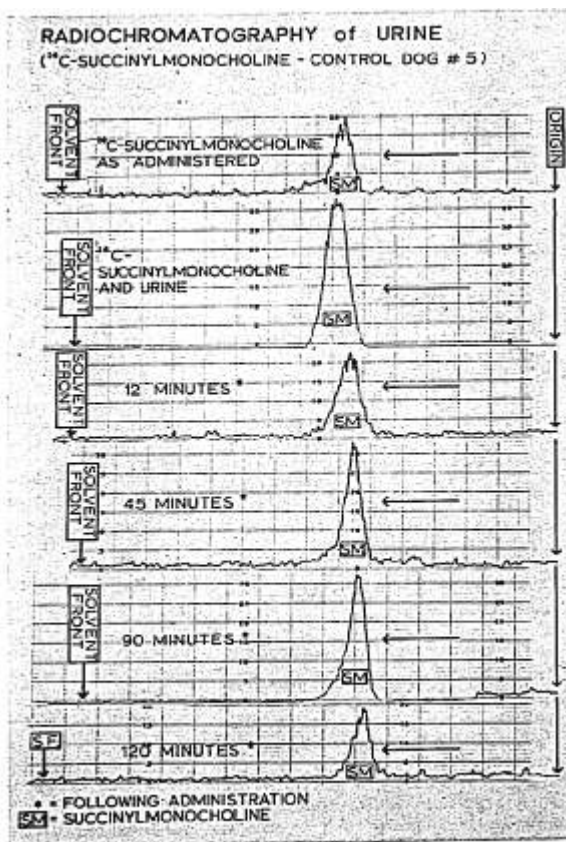 RADIOCHROMATOGRAPHY of URINE
(¹⁴C-SUCCINYLMONOCHOLINE - CONTROL DOG # 5)
SOLVENT FRONT
¹⁴C-SUCCINYLMONOCHOLINE
AS ADMINISTERED
SM
ORIGIN
SOLVENT FRONT
¹⁴C-
SUCCINYLMONOCHOLINE
AND URINE
SM
SOLVENT FRONT
12 MINUTES *
SM
SOLVENT FRONT
45 MINUTES *
SM
SOLVENT FRONT
90 MINUTES *
SM
S F
120 MINUTES *
SM
* = FOLLOWING ADMINISTRATION
SM = SUCCINYLMONOCHOLINE